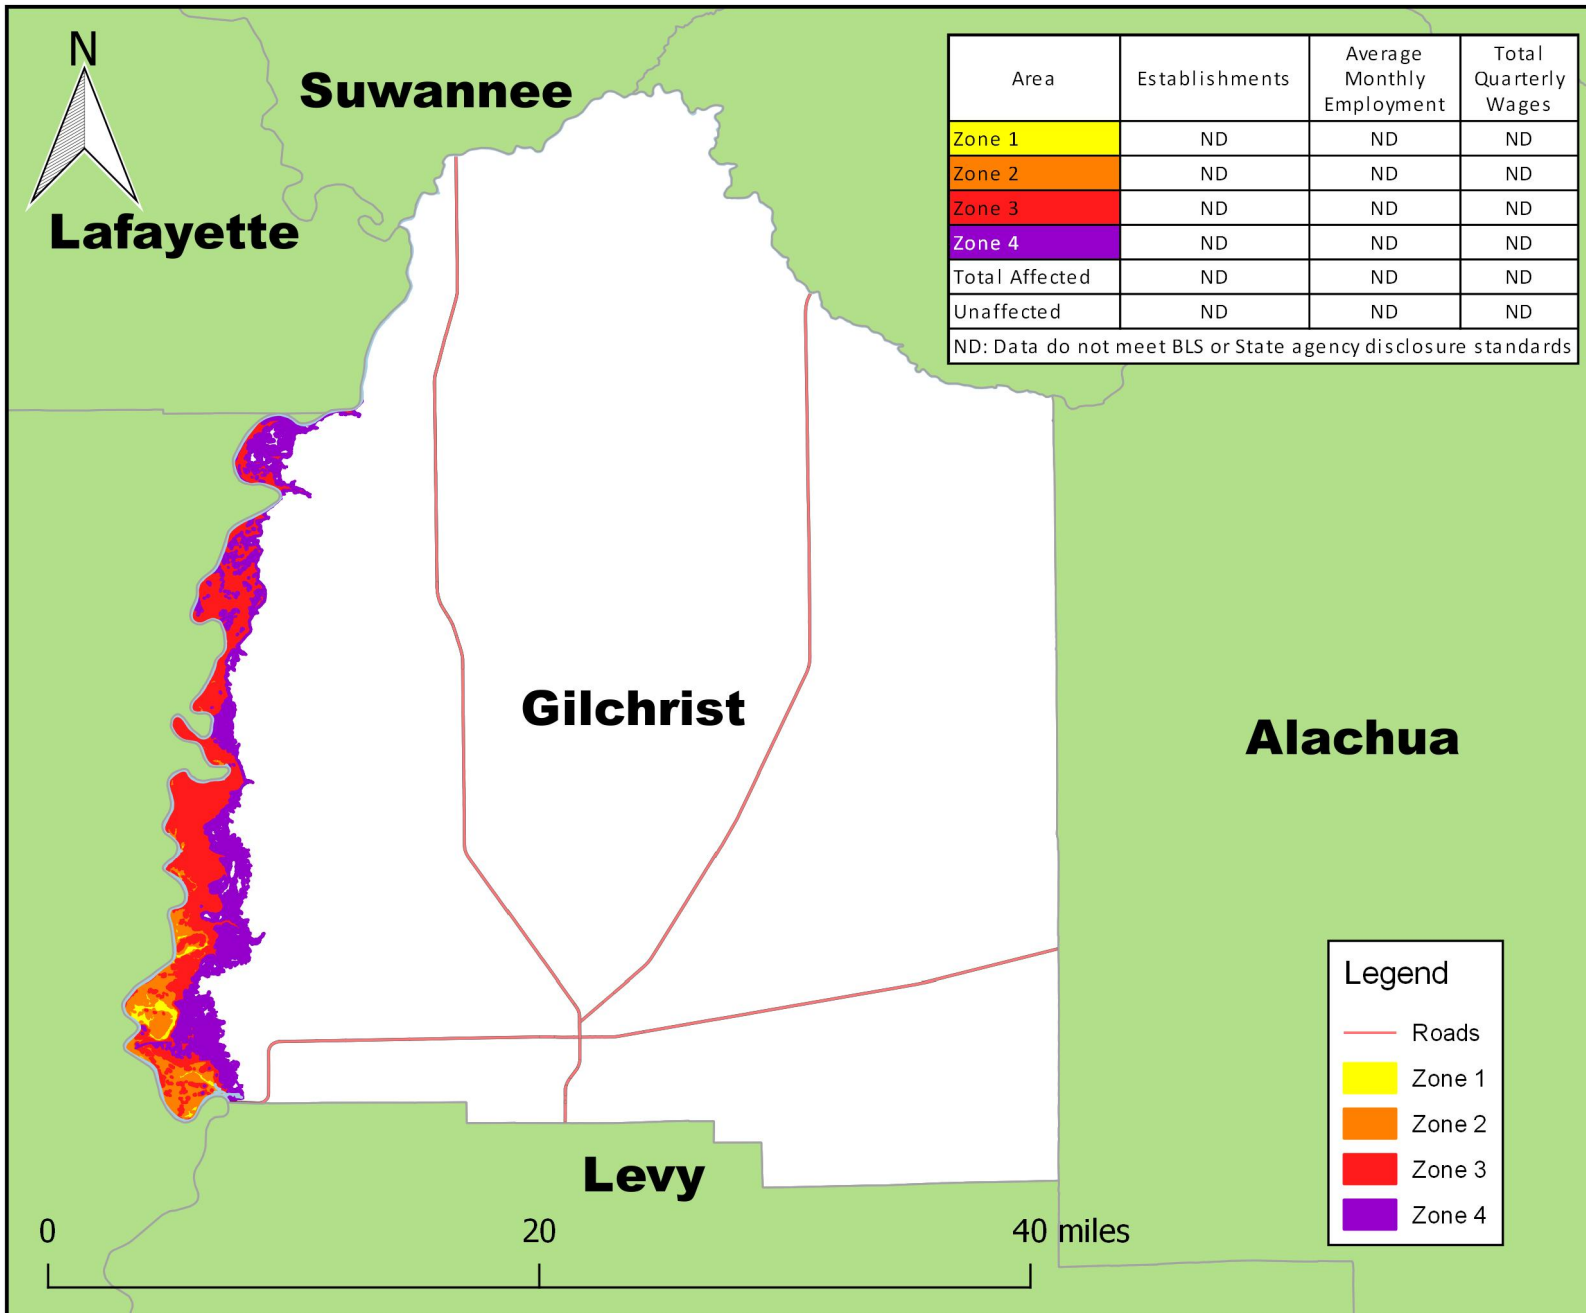 N
Suwannee
Lafayette
Area Establishments Average Monthly Employment Total Quarterly Wages
Zone 1 ND ND ND
Zone 2 ND ND ND
Zone 3 ND ND ND
Zone 4 ND ND ND
Total Affected ND ND ND
Unaffected ND ND ND
ND: Data do not meet BLS or State agency disclosure standards
Gilchrist
Alachua
Levy
Legend
Roads
Zone 1
Zone 2
Zone 3
Zone 4
0 20 40 miles